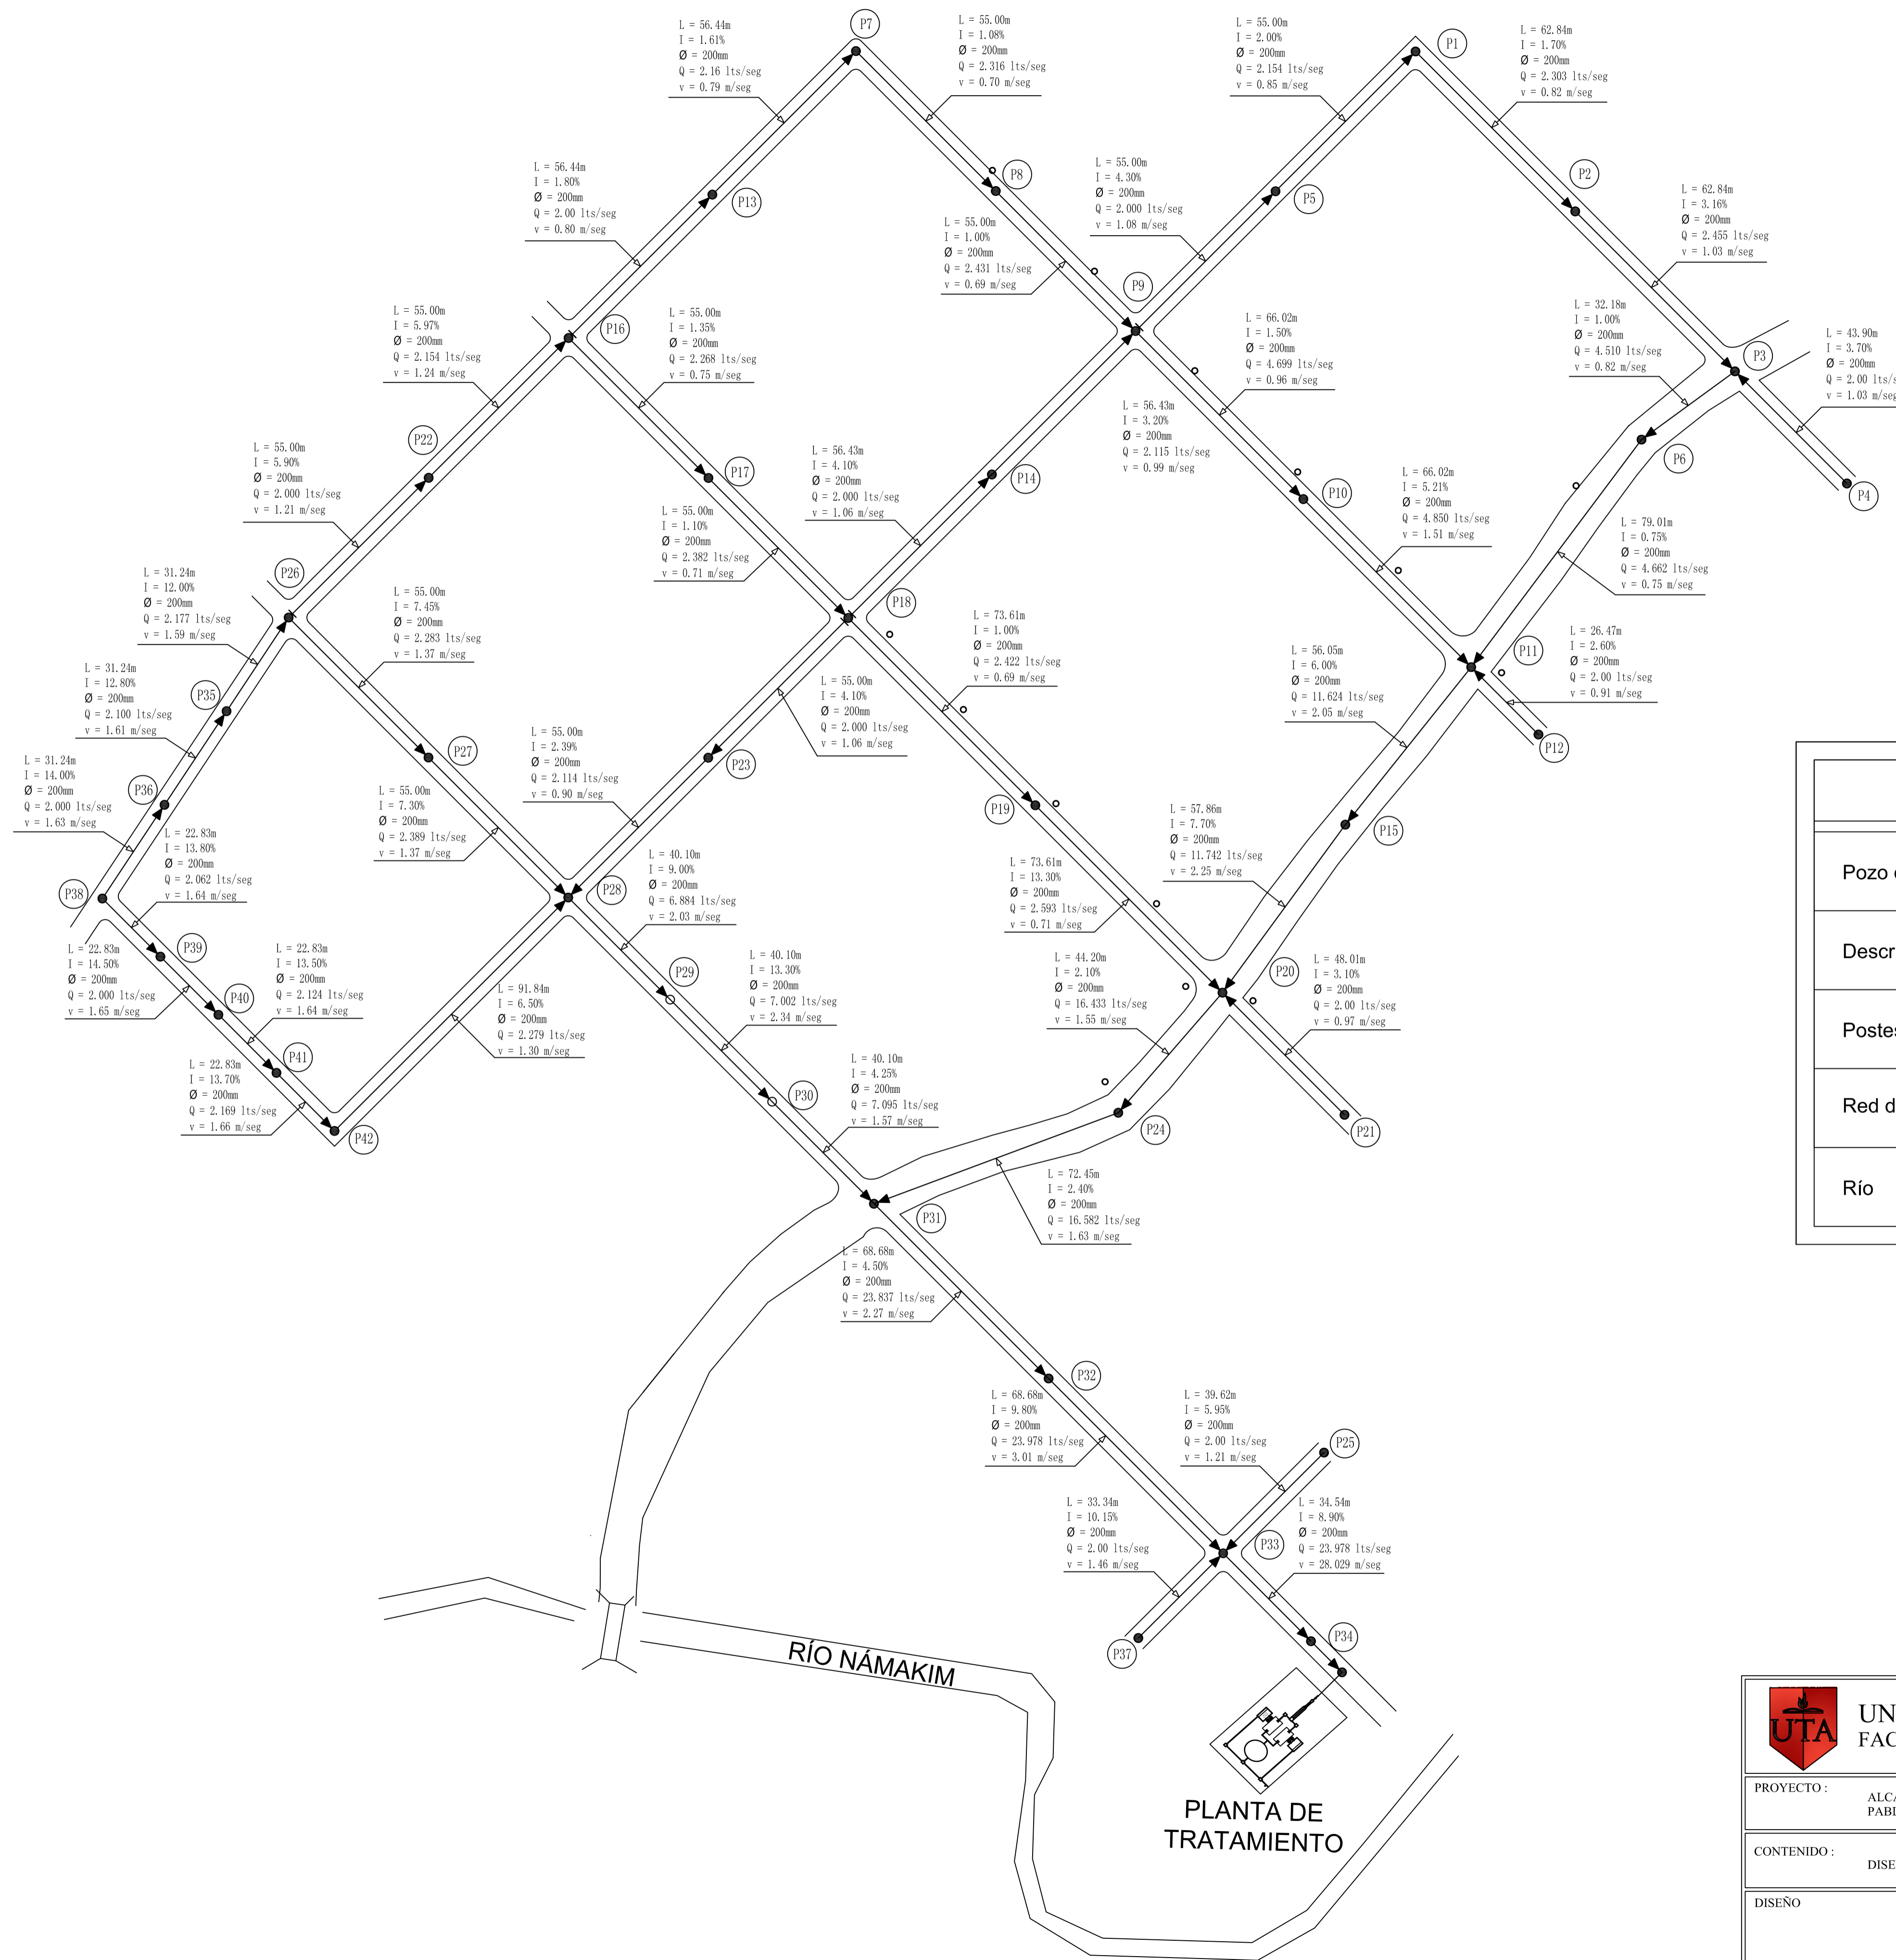 L = 56.44m
I = 1.61%
Ø = 200mm
Q = 2.16 lts/seg
v = 0.79 m/seg
P7
L = 55.00m
I = 1.08%
Ø = 200mm
Q = 2.316 lts/seg
v = 0.70 m/seg
L = 55.00m
I = 2.00%
Ø = 200mm
Q = 2.154 lts/seg
v = 0.85 m/seg
P1
L = 62.84m
I = 1.70%
Ø = 200mm
Q = 2.303 lts/seg
v = 0.82 m/seg
L = 56.44m
I = 1.80%
Ø = 200mm
Q = 2.00 lts/seg
v = 0.80 m/seg
P13
P8
L = 55.00m
I = 1.00%
Ø = 200mm
Q = 2.431 lts/seg
v = 0.69 m/seg
L = 55.00m
I = 4.30%
Ø = 200mm
Q = 2.000 lts/seg
v = 1.08 m/seg
P5
P2
L = 62.84m
I = 3.16%
Ø = 200mm
Q = 2.455 lts/seg
v = 1.03 m/seg
L = 55.00m
I = 5.97%
Ø = 200mm
Q = 2.154 lts/seg
v = 1.24 m/seg
P16
L = 55.00m
I = 1.35%
Ø = 200mm
Q = 2.268 lts/seg
v = 0.75 m/seg
P9
L = 66.02m
I = 1.50%
Ø = 200mm
Q = 4.699 lts/seg
v = 0.96 m/seg
L = 32.18m
I = 1.00%
Ø = 200mm
Q = 4.510 lts/seg
v = 0.82 m/seg
P3
L = 43.90m
I = 3.70%
Ø = 200mm
Q = 2.00 lts/s
v = 1.03 m/seg
L = 55.00m
I = 5.90%
Ø = 200mm
Q = 2.000 lts/seg
v = 1.21 m/seg
P22
P17
L = 56.43m
I = 4.10%
Ø = 200mm
Q = 2.000 lts/seg
v = 1.06 m/seg
P14
L = 56.43m
I = 3.20%
Ø = 200mm
Q = 2.115 lts/seg
v = 0.99 m/seg
P10
L = 66.02m
I = 5.21%
Ø = 200mm
Q = 4.850 lts/seg
v = 1.51 m/seg
P6
P4
L = 79.01m
I = 0.75%
Ø = 200mm
Q = 4.662 lts/seg
v = 0.75 m/seg
L = 55.00m
I = 1.10%
Ø = 200mm
Q = 2.382 lts/seg
v = 0.71 m/seg
L = 31.24m
I = 12.00%
Ø = 200mm
Q = 2.177 lts/seg
v = 1.59 m/seg
P26
L = 55.00m
I = 7.45%
Ø = 200mm
Q = 2.283 lts/seg
v = 1.37 m/seg
P18
L = 73.61m
I = 1.00%
Ø = 200mm
Q = 2.422 lts/seg
v = 0.69 m/seg
L = 56.05m
I = 6.00%
Ø = 200mm
Q = 11.624 lts/seg
v = 2.05 m/seg
P11
L = 26.47m
I = 2.60%
Ø = 200mm
Q = 2.00 lts/seg
v = 0.91 m/seg
P12
L = 31.24m
I = 12.80%
Ø = 200mm
Q = 2.100 lts/seg
v = 1.61 m/seg
P35
L = 55.00m
I = 4.10%
Ø = 200mm
Q = 2.000 lts/seg
v = 1.06 m/seg
L = 55.00m
I = 2.39%
Ø = 200mm
Q = 2.114 lts/seg
v = 0.90 m/seg
P27
P23
L = 31.24m
I = 14.00%
Ø = 200mm
Q = 2.000 lts/seg
v = 1.63 m/seg
P36
L = 55.00m
I = 7.30%
Ø = 200mm
Q = 2.389 lts/seg
v = 1.37 m/seg
P19
L = 57.86m
I = 7.70%
Ø = 200mm
Q = 11.742 lts/seg
v = 2.25 m/seg
P15
L = 22.83m
I = 13.80%
Ø = 200mm
Q = 2.062 lts/seg
v = 1.64 m/seg
P38
P28
L = 40.10m
I = 9.00%
Ø = 200mm
Q = 6.884 lts/seg
v = 2.03 m/seg
L = 73.61m
I = 13.30%
Ø = 200mm
Q = 2.593 lts/seg
v = 0.71 m/seg
Pozo
Postes
Río
L = 22.83m
I = 14.50%
Ø = 200mm
Q = 2.000 lts/seg
v = 1.65 m/seg
P39
L = 22.83m
I = 13.50%
Ø = 200mm
Q = 2.124 lts/seg
v = 1.64 m/seg
P40
P29
L = 40.10m
I = 13.30%
Ø = 200mm
Q = 7.002 lts/seg
v = 2.34 m/seg
L = 44.20m
I = 2.10%
Ø = 200mm
Q = 16.433 lts/seg
v = 1.55 m/seg
P20
L = 48.01m
I = 3.10%
Ø = 200mm
Q = 2.00 lts/seg
v = 0.97 m/seg
L = 91.84m
I = 6.50%
Ø = 200mm
Q = 2.279 lts/seg
v = 1.30 m/seg
P41
L = 22.83m
I = 13.70%
Ø = 200mm
Q = 2.169 lts/seg
v = 1.66 m/seg
P42
P30
L = 40.10m
I = 4.25%
Ø = 200mm
Q = 7.095 lts/seg
v = 1.57 m/seg
P24
P21
L = 72.45m
I = 2.40%
Ø = 200mm
Q = 16.582 lts/seg
v = 1.63 m/seg
P31
L = 68.68m
I = 4.50%
Ø = 200mm
Q = 23.837 lts/seg
v = 2.27 m/seg
P32
L = 68.68m
I = 9.80%
Ø = 200mm
Q = 23.978 lts/seg
v = 3.01 m/seg
L = 39.62m
I = 5.95%
Ø = 200mm
Q = 2.00 lts/seg
v = 1.21 m/seg
P25
L = 33.34m
I = 10.15%
Ø = 200mm
Q = 2.00 lts/seg
v = 1.46 m/seg
P33
L = 34.54m
I = 8.90%
Ø = 200mm
Q = 23.978 lts/seg
v = 28.029 m/seg
P37
P34
RÍO NÁMAKIM
PLANTA DE
TRATAMIENTO
UTA
UN
FAC
PROYECTO :
ALCA
PABL
CONTENIDO :
DISE
DISEÑO
Descr
Red d